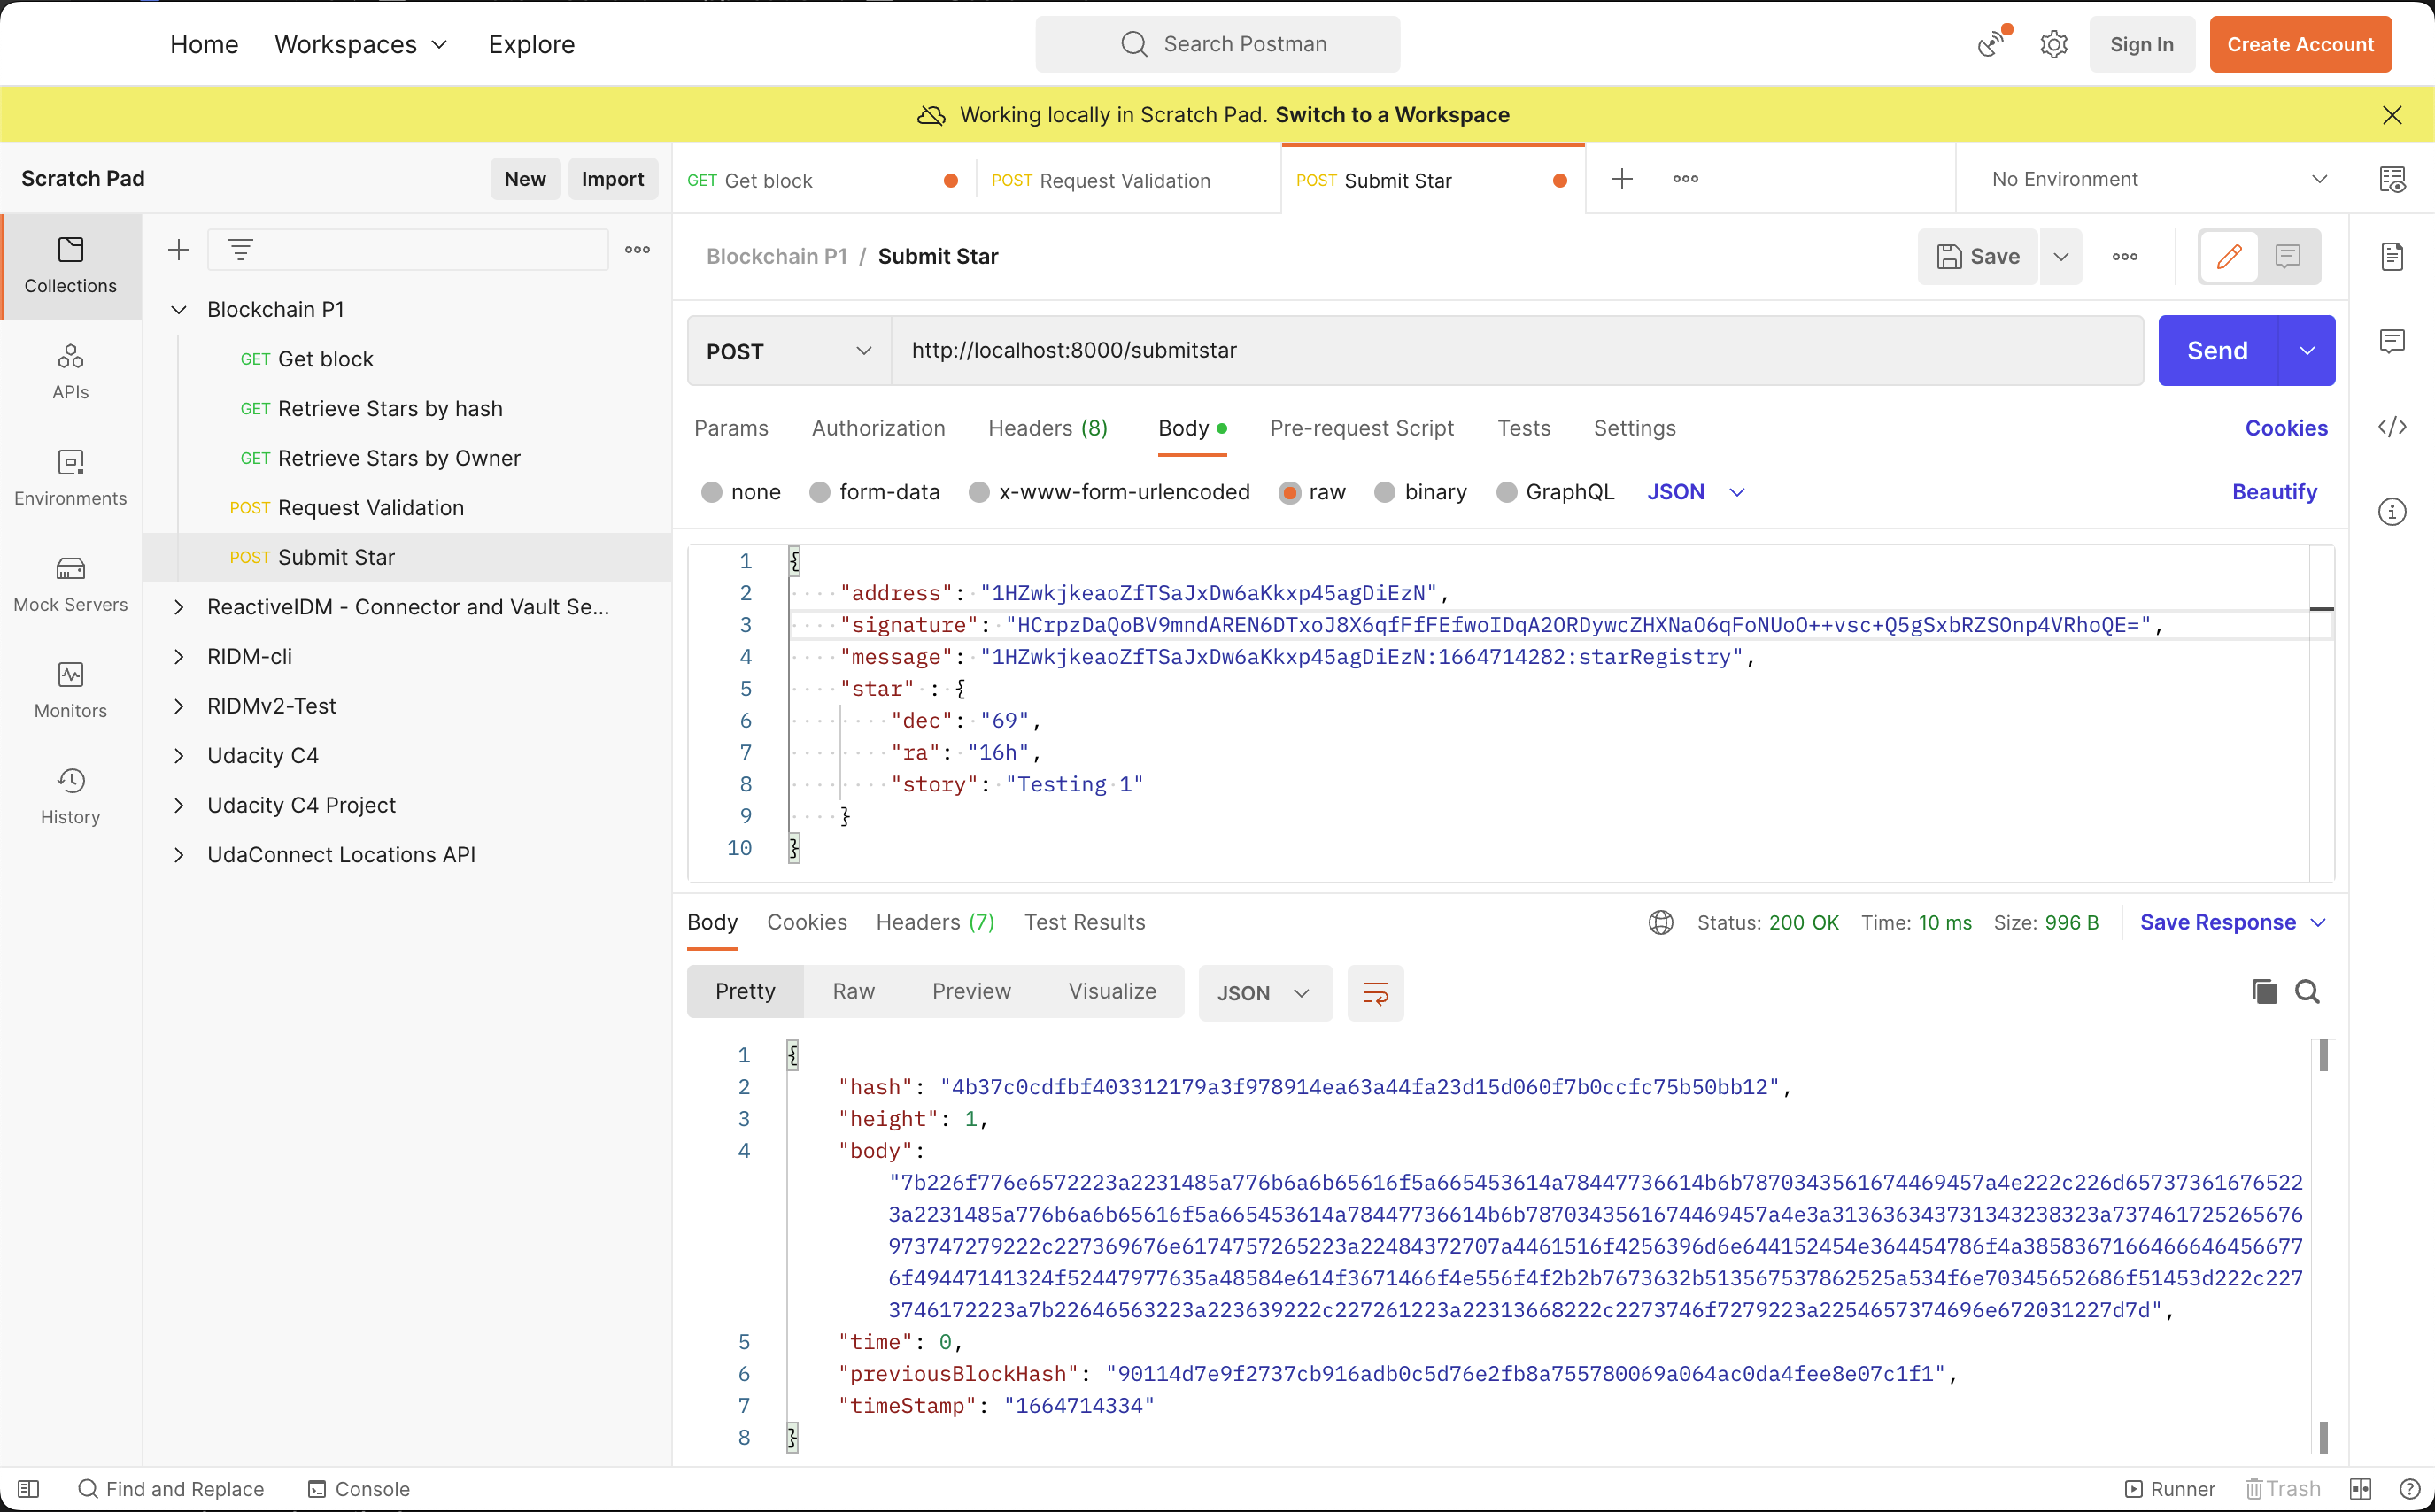 Home Workspaces Explore Search Postman Sign In Create Account
Working locally in Scratch Pad. Switch to a Workspace
Scratch Pad New Import
GET Get block POST Request Validation POST Submit Star No Environment
Collections
APIs
Environments
Mock Servers
Monitors
History
Blockchain P1
GET Get block
GET Retrieve Stars by hash
GET Retrieve Stars by Owner
POST Request Validation
POST Submit Star
ReactiveIDM - Connector and Vault Se...
RIDM-cli
RIDMv2-Test
Udacity C4
Udacity C4 Project
UdaConnect Locations API
Blockchain P1 / Submit Star Save
POST http://localhost:8000/submitstar Send
Params Authorization Headers (8) Body Pre-request Script Tests Settings Cookies
none form-data x-www-form-urlencoded raw binary GraphQL JSON Beautify
1 {
2 "address": "1HZwkjkeaoZfTSaJxDw6aKkxp45agDiEzN",
3 "signature": "HCrpzDaQoBV9mndAREN6DTxoJ8X6qfFfFEfwoIDqA2ORDywcZHXNaO6qFoNUoO++vsc+Q5gSxbRZSOnp4VRhoQE=",
4 "message": "1HZwkjkeaoZfTSaJxDw6aKkxp45agDiEzN:1664714282:starRegistry",
5 "star" : {
6 "dec": "69",
7 "ra": "16h",
8 "story": "Testing 1"
9 }
10 }
Body Cookies Headers (7) Test Results Status: 200 OK Time: 10 ms Size: 996 B Save Response
Pretty Raw Preview Visualize JSON
1 {
2 "hash": "4b37c0cdfbf403312179a3f978914ea63a44fa23d15d060f7b0ccfc75b50bb12",
3 "height": 1,
4 "body":
"7b226f776e6572223a2231485a776b6a6b65616f5a665453614a78447736614b6b7870343561674469457a4e222c226d6573736167652​2
3a2231485a776b6a6b65616f5a665453614a78447736614b6b7870343561674469457a4e3a313636343731343238323a737461725265676
973747279222c227369676e6174757265223a22484372707a4461516f4256396d6e644152454e364454786f4a3858367166466646456677
6f49447141324f52447977635a48584e614f3671466f4e556f4f2b2b7673632b513567537862525a534f6e70345652686f51453d222c227
3746172223a7b22646563223a223639222c227261223a22313668222c2273746f7279223a2254657374696e672031227d7d",
5 "time": 0,
6 "previousBlockHash": "90114d7e9f2737cb916adb0c5d76e2fb8a755780069a064ac0da4fee8e07c1f1",
7 "timeStamp": "1664714334"
8 }
Find and Replace Console Runner Trash